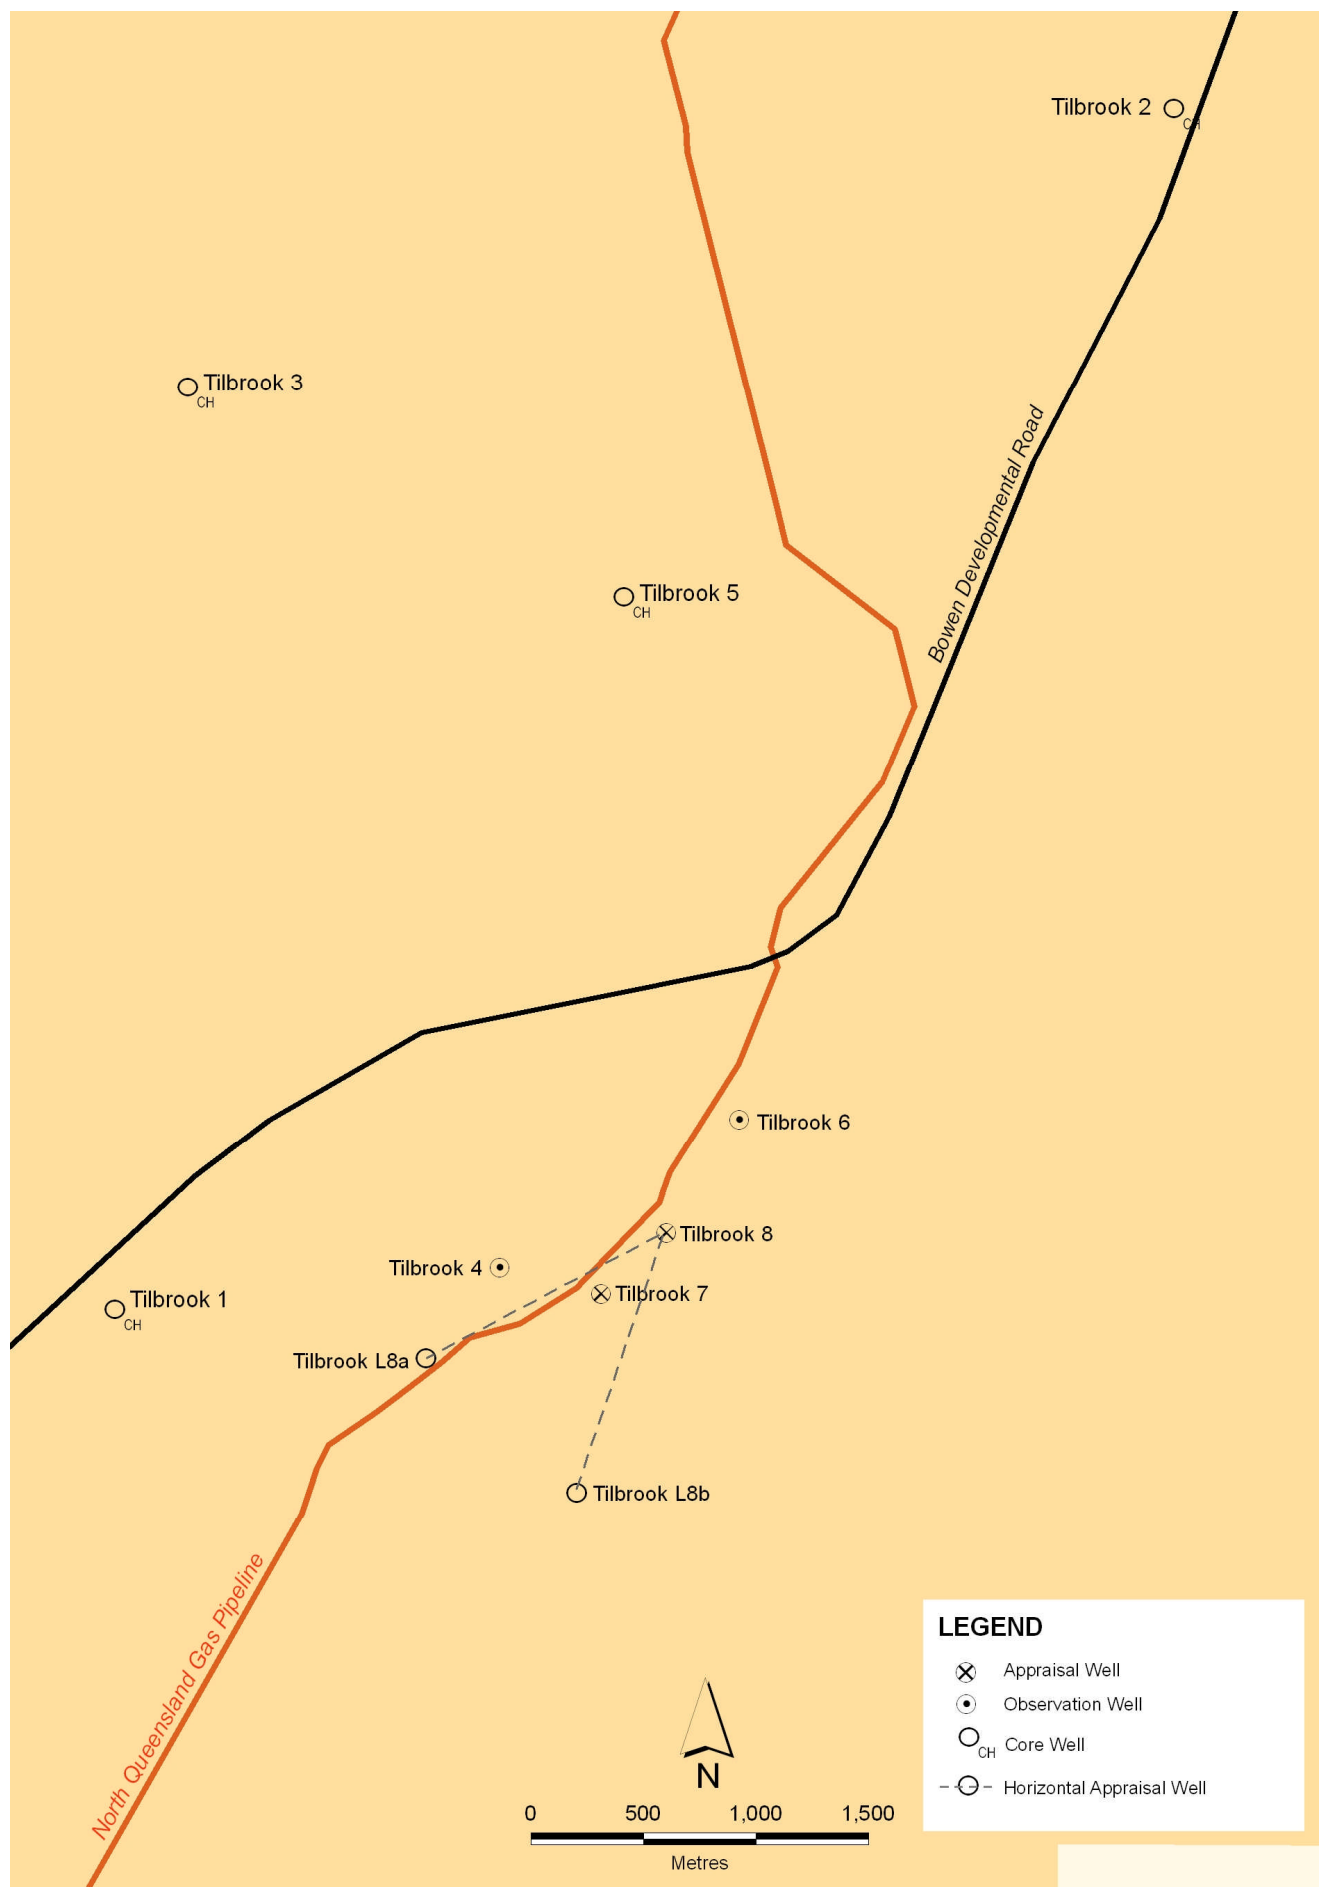 Tilbrook 2
CH
Tilbrook 3
CH
Bowen Developmental Road
Tilbrook 5
CH
Tilbrook 6
Tilbrook 8
Tilbrook 4
Tilbrook 7
Tilbrook 1
CH
Tilbrook L8a
Tilbrook L8b
North Queensland Gas Pipeline
LEGEND
Appraisal Well
Observation Well
CH Core Well
Horizontal Appraisal Well
N
0 500 1,000 1,500
Metres